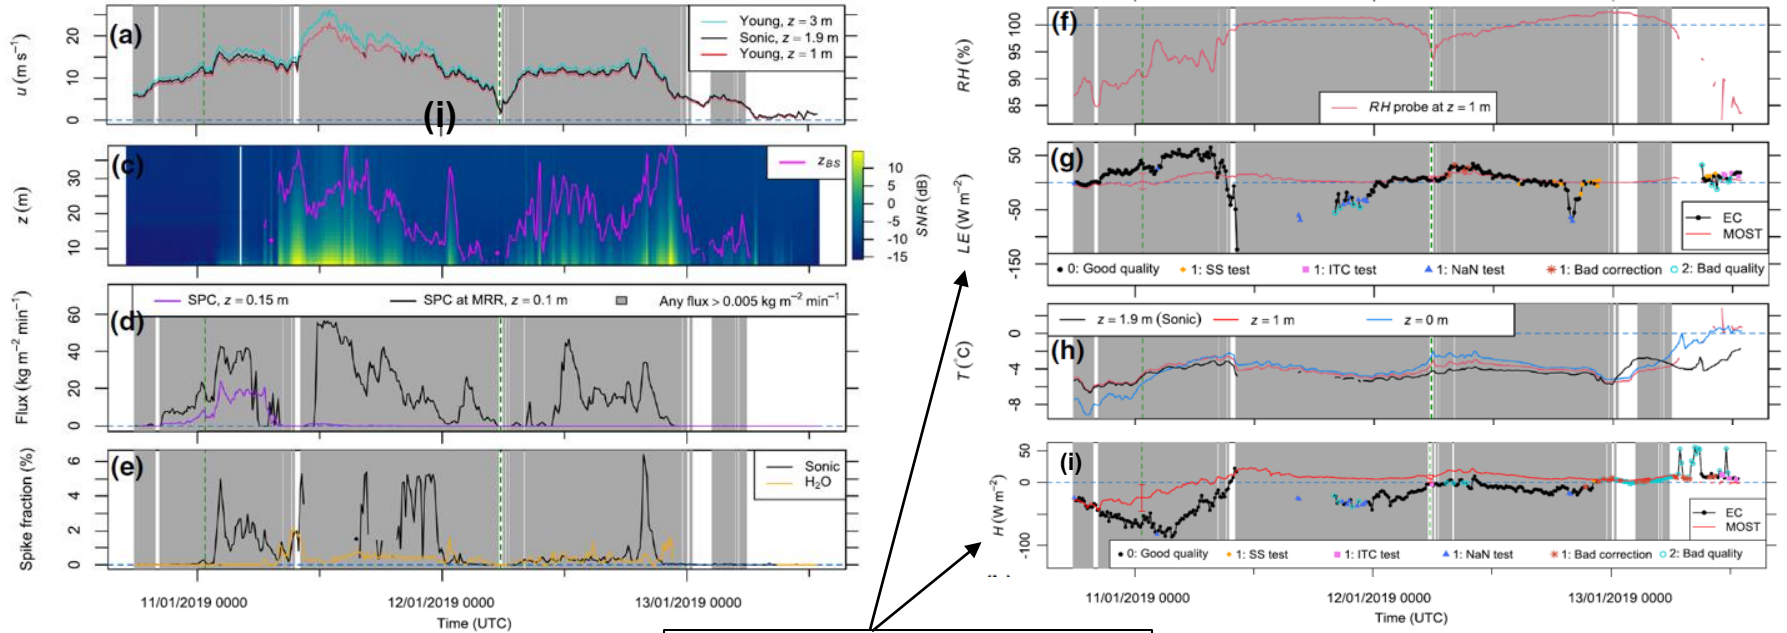 (a)
u (m s⁻¹)
20
10
0
Young, z = 3 m
Sonic, z = 1.9 m
Young, z = 1 m
(i)
(c)
z (m)
30
20
10
z_BS
10
5
0
-5
-10
-15
SNR (dB)
(d)
Flux (kg m⁻² min⁻¹)
60
40
20
0
SPC, z = 0.15 m
SPC at MRR, z = 0.1 m
Any flux > 0.005 kg m⁻² min⁻¹
(e)
Spike fraction (%)
6
4
2
0
Sonic
H₂O
11/01/2019 0000
12/01/2019 0000
13/01/2019 0000
Time (UTC)
(f)
RH (%)
100
95
90
85
RH probe at z = 1 m
(g)
LE (W m⁻²)
50
-50
-150
EC
MOST
0: Good quality
1: SS test
1: ITC test
1: NaN test
1: Bad correction
2: Bad quality
(h)
T (°C)
0
-4
-8
z = 1.9 m (Sonic)
z = 1 m
z = 0 m
(i)
H (W m⁻²)
50
0
-100
EC
MOST
0: Good quality
1: SS test
1: ITC test
1: NaN test
1: Bad correction
2: Bad quality
11/01/2019 0000
12/01/2019 0000
13/01/2019 0000
Time (UTC)